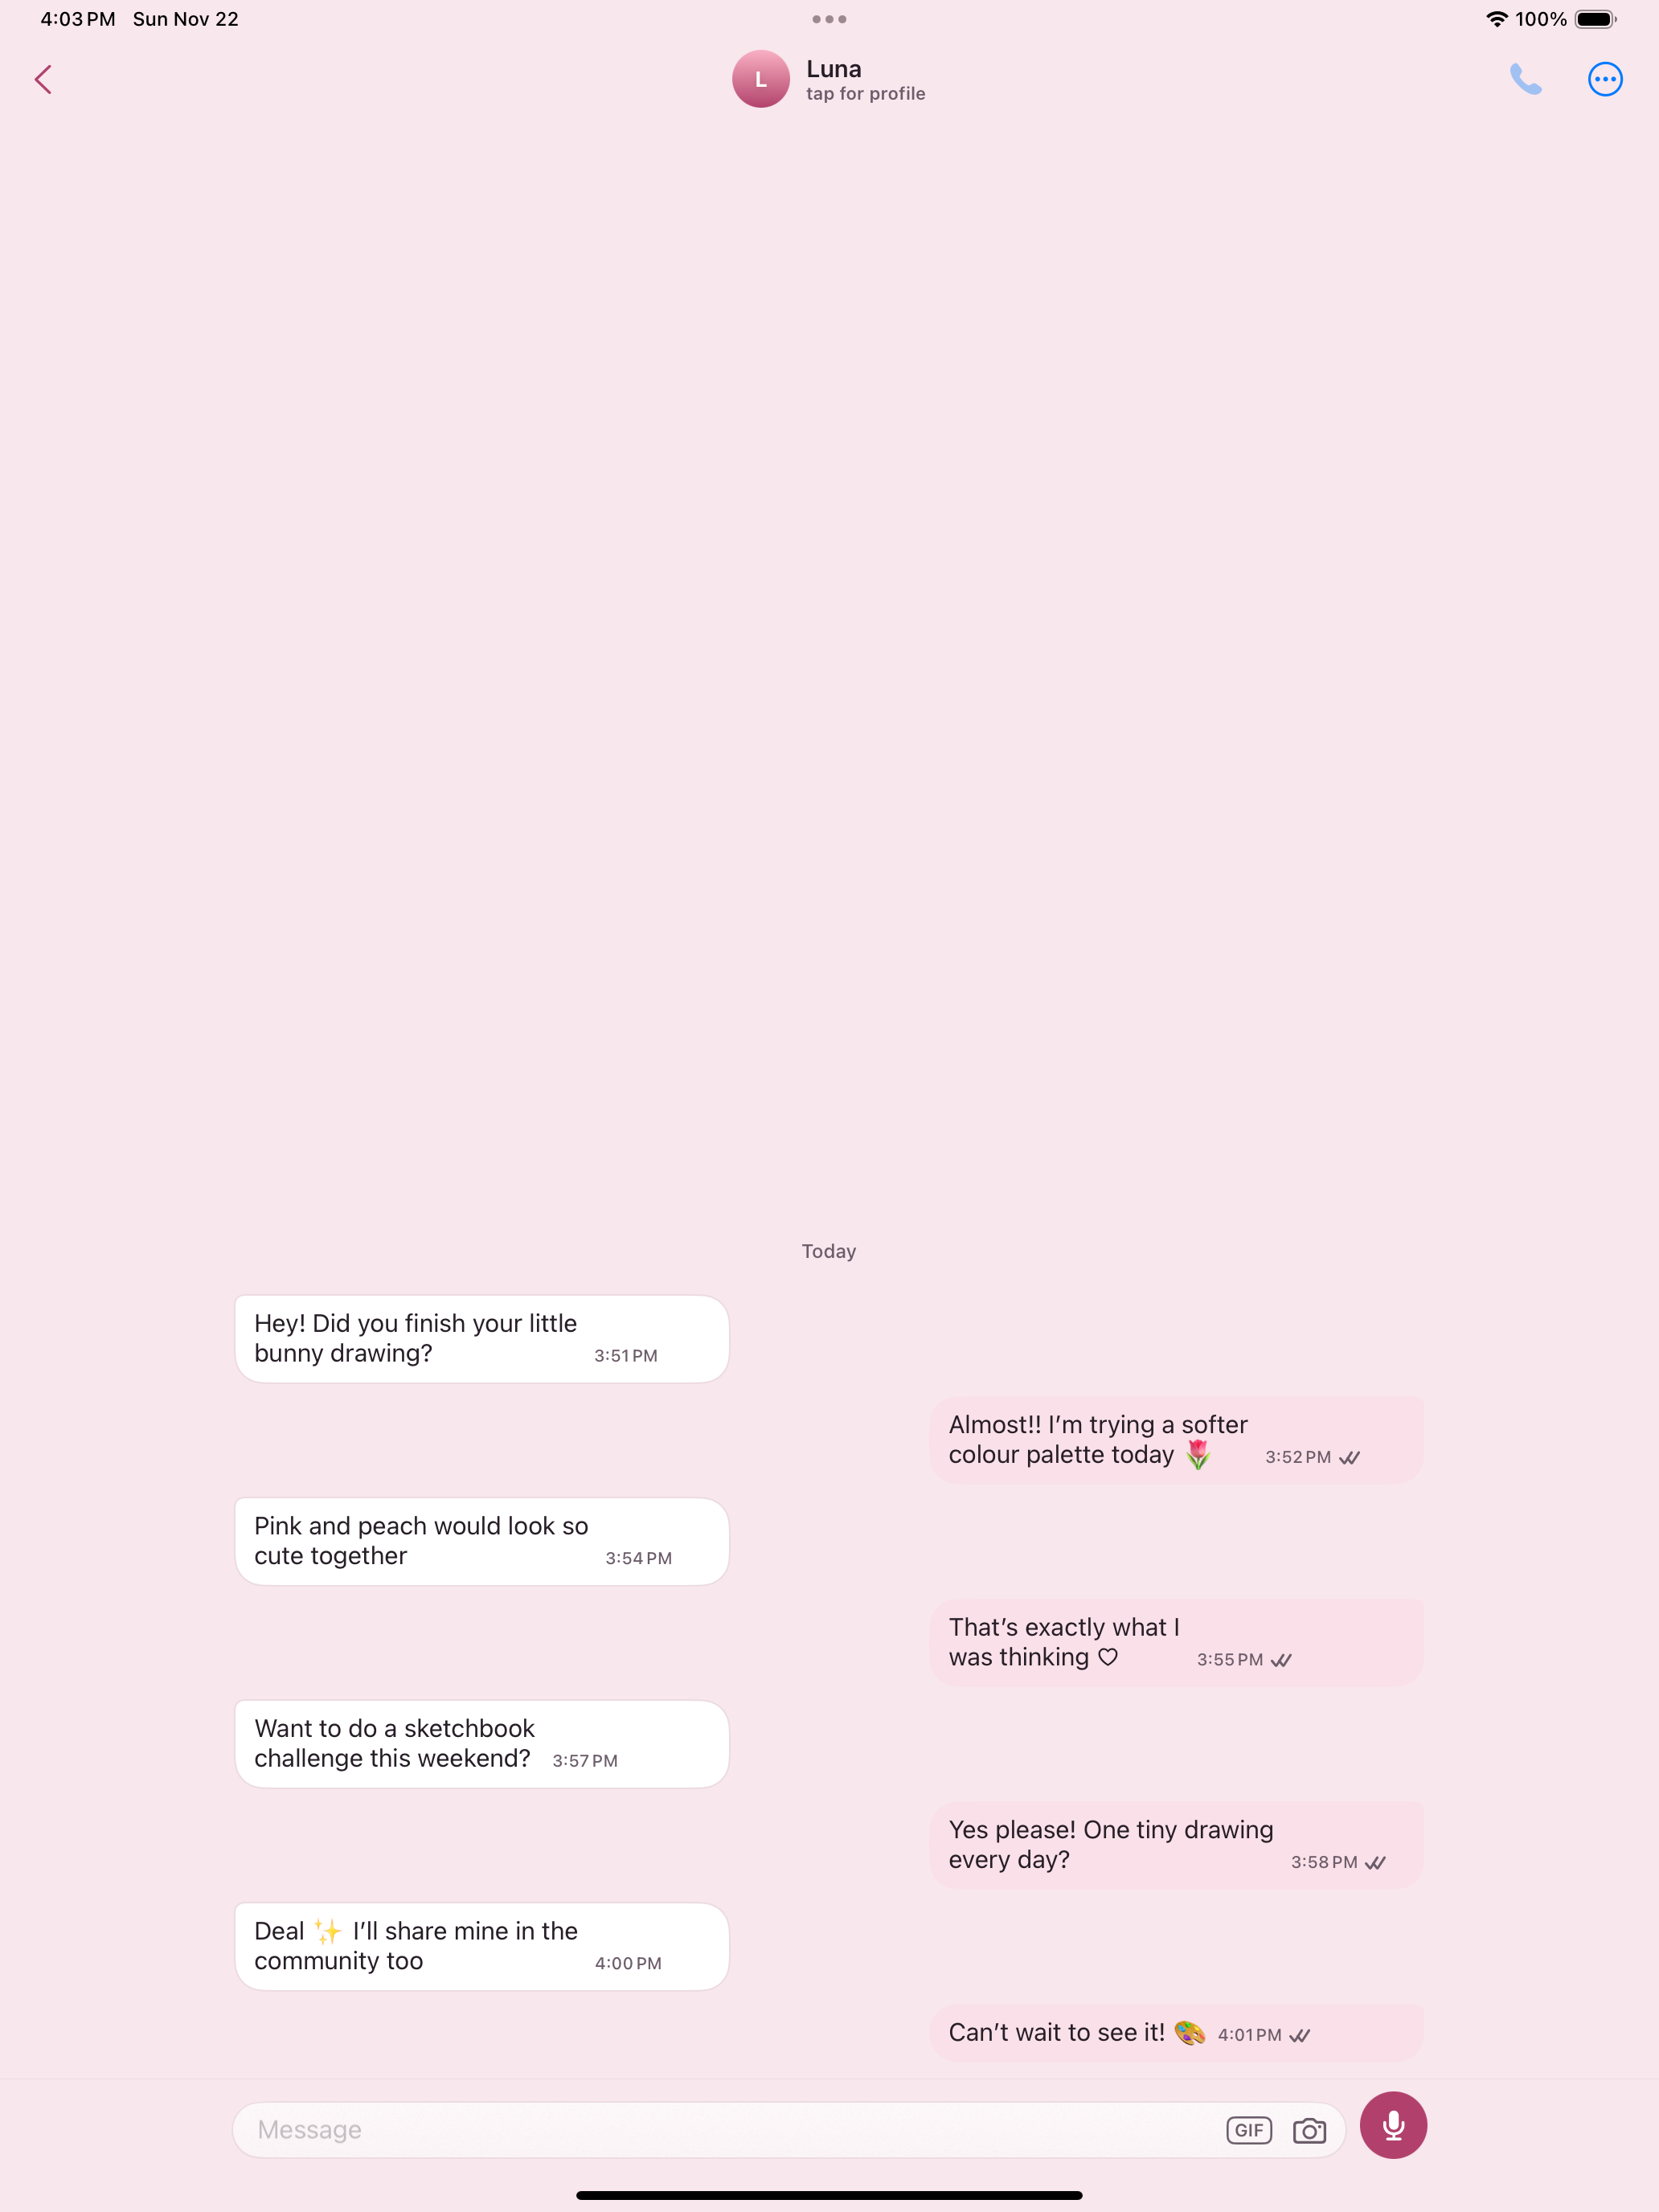 4:03 PM Sun Nov 22
100%
L
Luna
tap for profile
Today
Hey! Did you finish your little
bunny drawing?
3:51 PM
Almost!! I’m trying a softer
colour palette today 🌷
3:52 PM
Pink and peach would look so
cute together
3:54 PM
That’s exactly what I
was thinking ♡
3:55 PM
Want to do a sketchbook
challenge this weekend?
3:57 PM
Yes please! One tiny drawing
every day?
3:58 PM
Deal ✨ I’ll share mine in the
community too
4:00 PM
Can’t wait to see it! 🎨 4:01 PM
Message
GIF